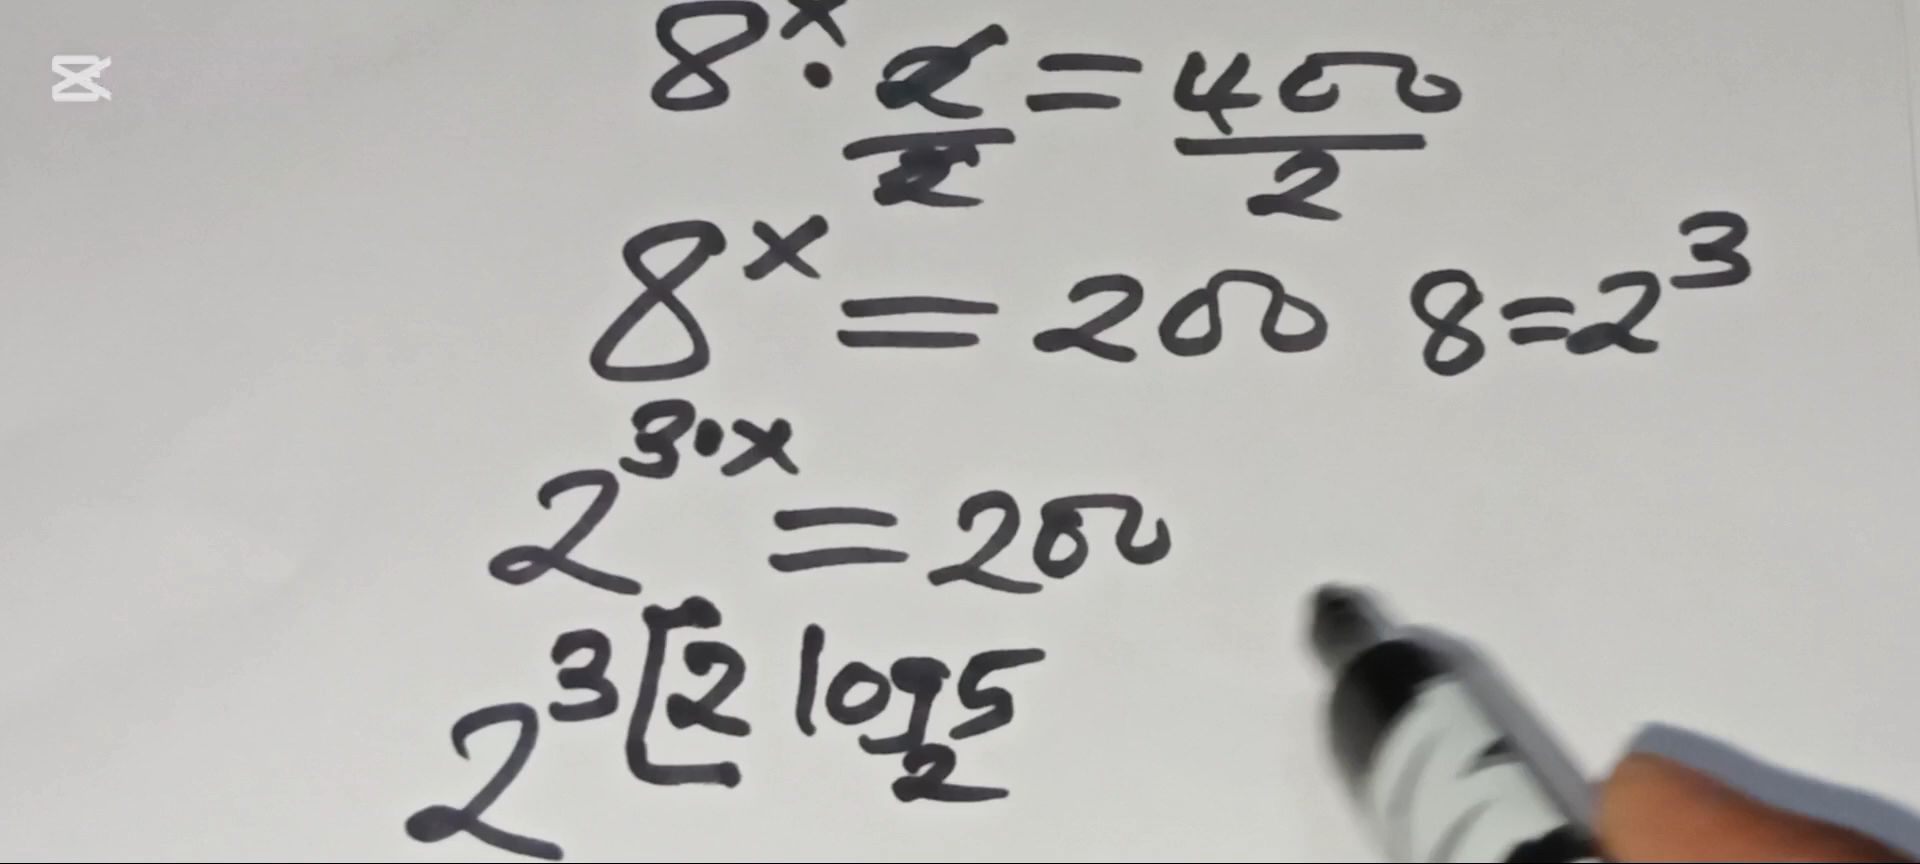 8^x · 2/2 = 400/2
8^x = 200 8=2^3
2^{3·x} = 200
2^{3[2 log_2 5}